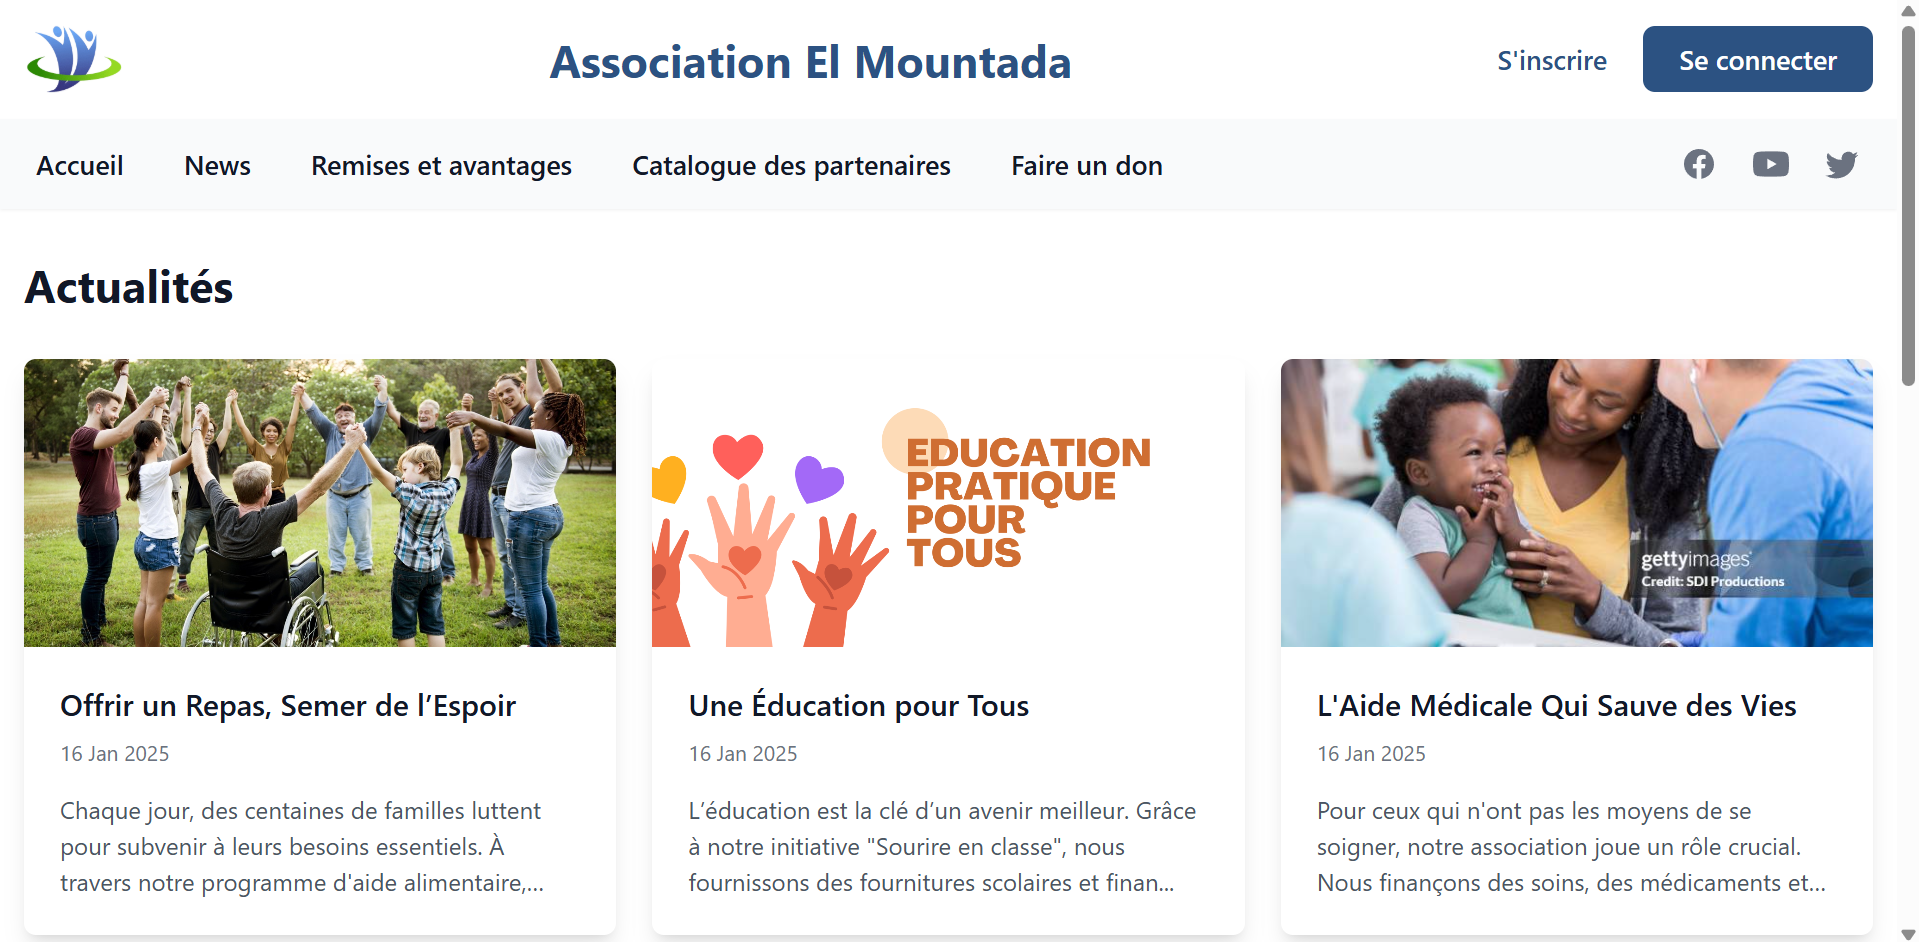 Association El Mountada
S'inscrire
Se connecter
Accueil
News
Remises et avantages
Catalogue des partenaires
Faire un don
Actualités
EDUCATION
PRATIQUE
POUR
TOUS
gettyimages®
Credit: SDI Productions
Offrir un Repas, Semer de l’Espoir
16 Jan 2025
Chaque jour, des centaines de familles luttent
pour subvenir à leurs besoins essentiels. À
travers notre programme d'aide alimentaire,...
Une Éducation pour Tous
16 Jan 2025
L’éducation est la clé d’un avenir meilleur. Grâce
à notre initiative "Sourire en classe", nous
fournissons des fournitures scolaires et finan...
L'Aide Médicale Qui Sauve des Vies
16 Jan 2025
Pour ceux qui n'ont pas les moyens de se
soigner, notre association joue un rôle crucial.
Nous finançons des soins, des médicaments et...